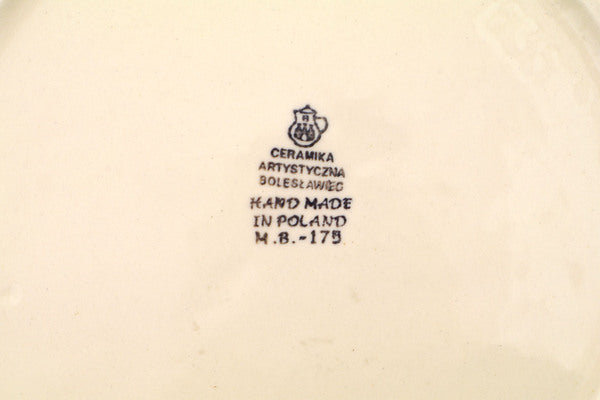 CERAMIKA
ARTYSTYCZNA
BOLESŁAWIEC
HAND MADE
IN POLAND
M.B.-175